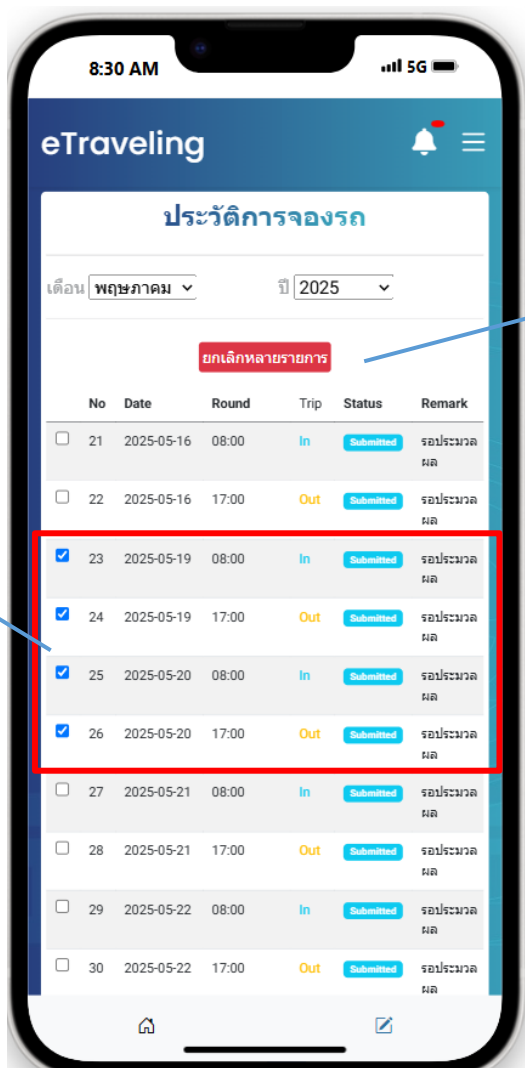 8:30 AM 5G
eTraveling
ประวัติการจองรถ
เดือน พฤษภาคม ปี 2025
ยกเลิกหลายรายการ
No Date Round Trip Status Remark
21 2025-05-16 08:00 In Submitted รอประมวล
ผล
22 2025-05-16 17:00 Out Submitted รอประมวล
ผล
23 2025-05-19 08:00 In Submitted รอประมวล
ผล
24 2025-05-19 17:00 Out Submitted รอประมวล
ผล
25 2025-05-20 08:00 In Submitted รอประมวล
ผล
26 2025-05-20 17:00 Out Submitted รอประมวล
ผล
27 2025-05-21 08:00 In Submitted รอประมวล
ผล
28 2025-05-21 17:00 Out Submitted รอประมวล
ผล
29 2025-05-22 08:00 In Submitted รอประมวล
ผล
30 2025-05-22 17:00 Out Submitted รอประมวล
ผล